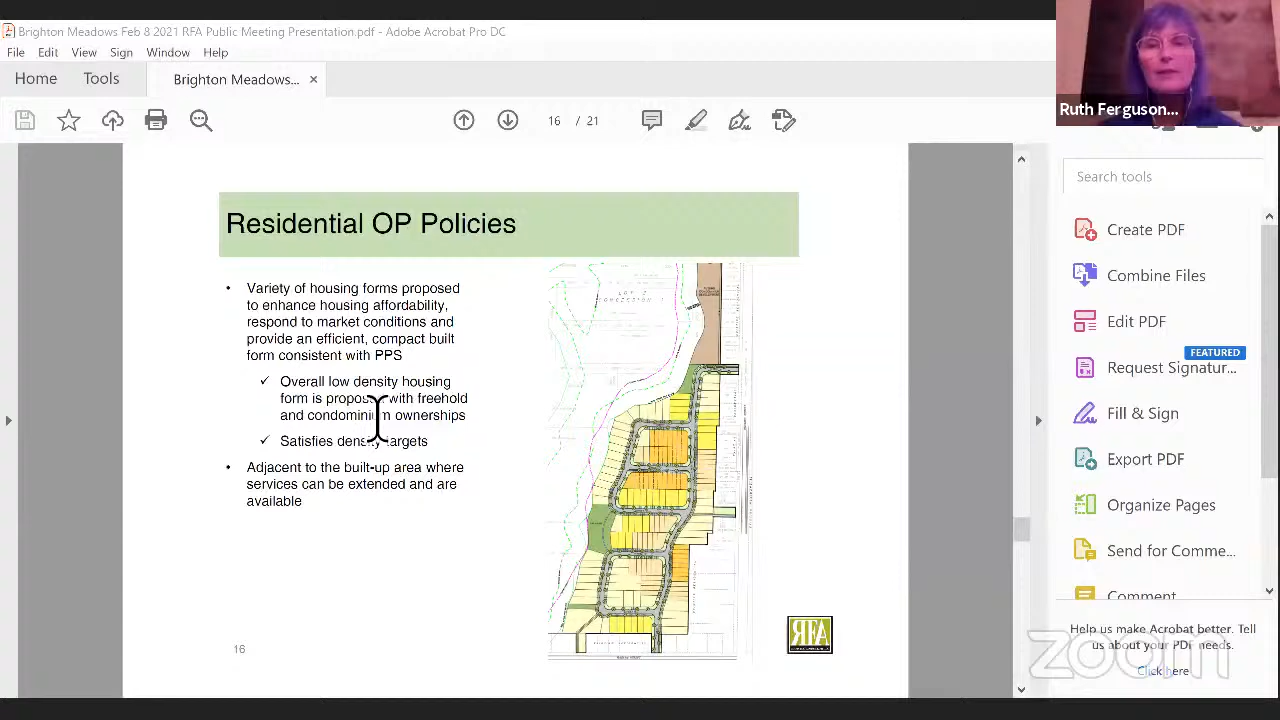 Brighton Meadows Feb 8 2021 RFA Public Meeting Presentation.pdf - Adobe Acrobat Pro DC
File Edit View Sign Window Help
Home Tools Brighton Meadows... ×
16 / 21
Ruth Ferguson...
Residential OP Policies
• Variety of housing forms proposed
to enhance housing affordability,
respond to market conditions and
provide an efficient, compact built
form consistent with PPS
✓ Overall low density housing
form is proposed with freehold
and condominium ownerships
✓ Satisfies density targets
• Adjacent to the built-up area where
services can be extended and are
available
RFA
16
Search tools
Create PDF
Combine Files
Edit PDF
FEATURED
Request Signatur...
Fill & Sign
Export PDF
Organize Pages
Send for Comme...
Comment
Help us make Acrobat better. Tell
us about your PDF needs.
Click here
zoom